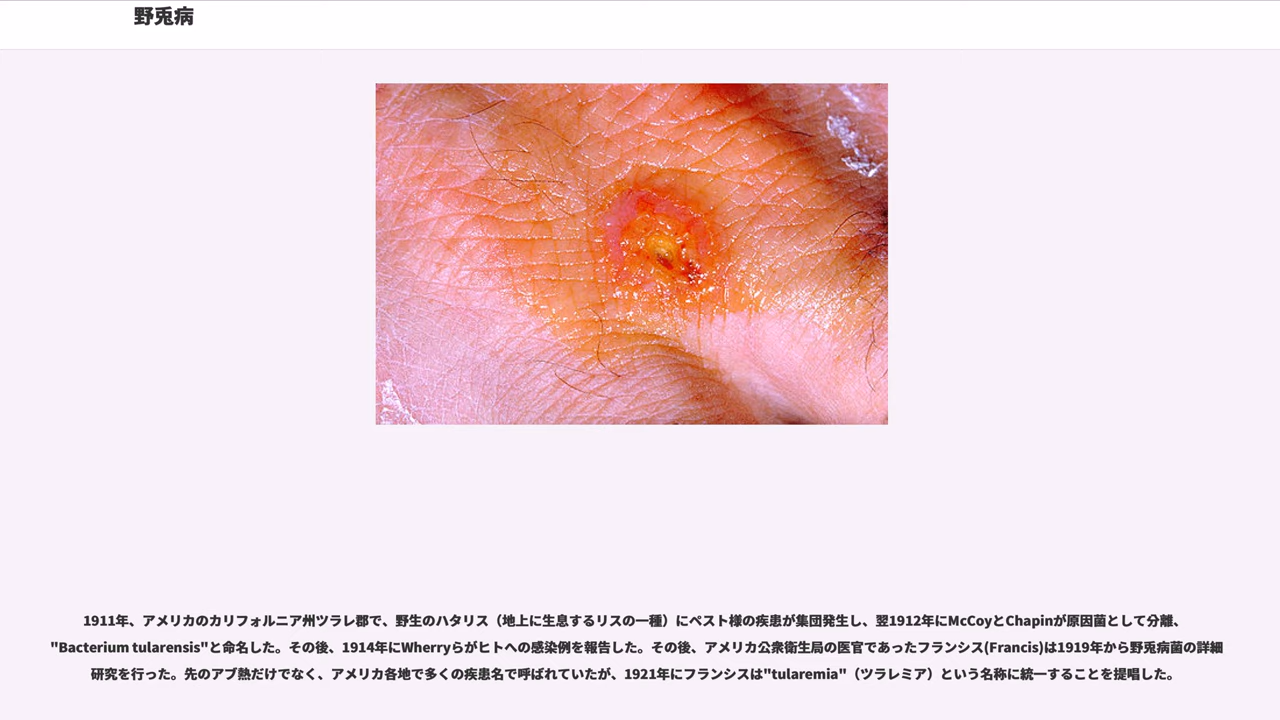 野兎病
1911年、アメリカのカリフォルニア州ツラレ郡で、野生のハタリス（地上に生息するリスの一種）にペスト様の疾患が集団発生し、翌1912年にMcCoyとChapinが原因菌として分離、
"Bacterium tularensis"と命名した。その後、1914年にWherryらがヒトへの感染例を報告した。その後、アメリカ公衆衛生局の医官であったフランシス(Francis)は1919年から野兎病菌の詳細
研究を行った。先のアブ熱だけでなく、アメリカ各地で多くの疾患名で呼ばれていたが、1921年にフランシスは"tularemia"（ツラレミア）という名称に統一することを提唱した。